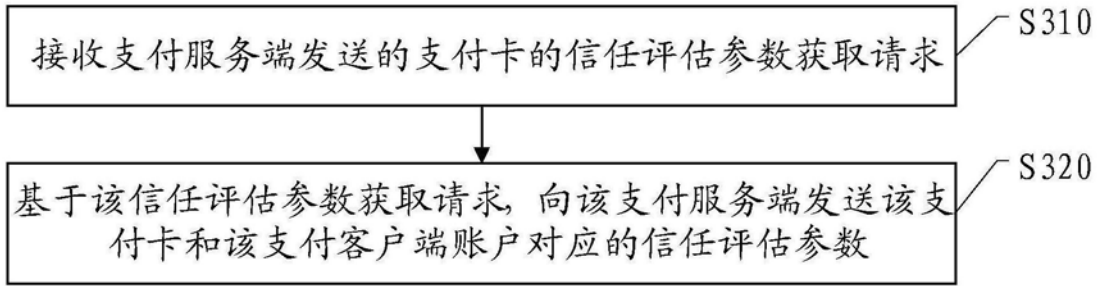 接收支付服务端发送的支付卡的信任评估参数获取请求
S310
基于该信任评估参数获取请求, 向该支付服务端发送该支
付卡和该支付客户端账户对应的信任评估参数
S320